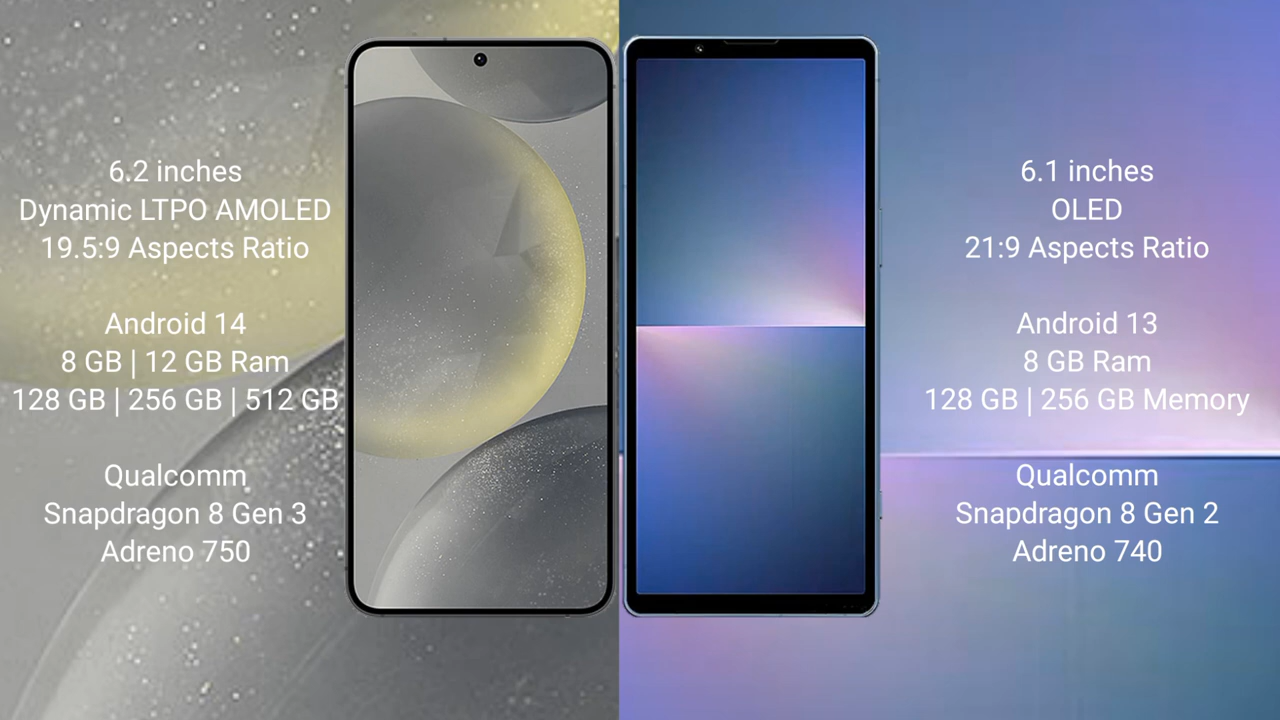 6.2 inches
Dynamic LTPO AMOLED
19.5:9 Aspects Ratio
Android 14
8 GB | 12 GB Ram
128 GB | 256 GB | 512 GB
Qualcomm
Snapdragon 8 Gen 3
Adreno 750
6.1 inches
OLED
21:9 Aspects Ratio
Android 13
8 GB Ram
128 GB | 256 GB Memory
Qualcomm
Snapdragon 8 Gen 2
Adreno 740